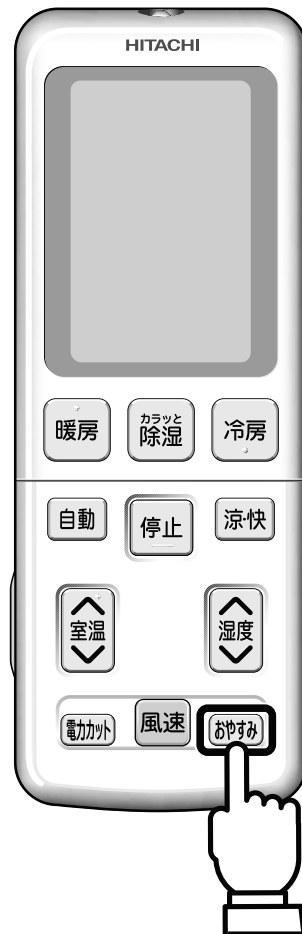 HITACHI
暖房
カラッと
除湿
冷房
自動
停止
涼・快
室温
湿度
電力カット
風速
おやすみ